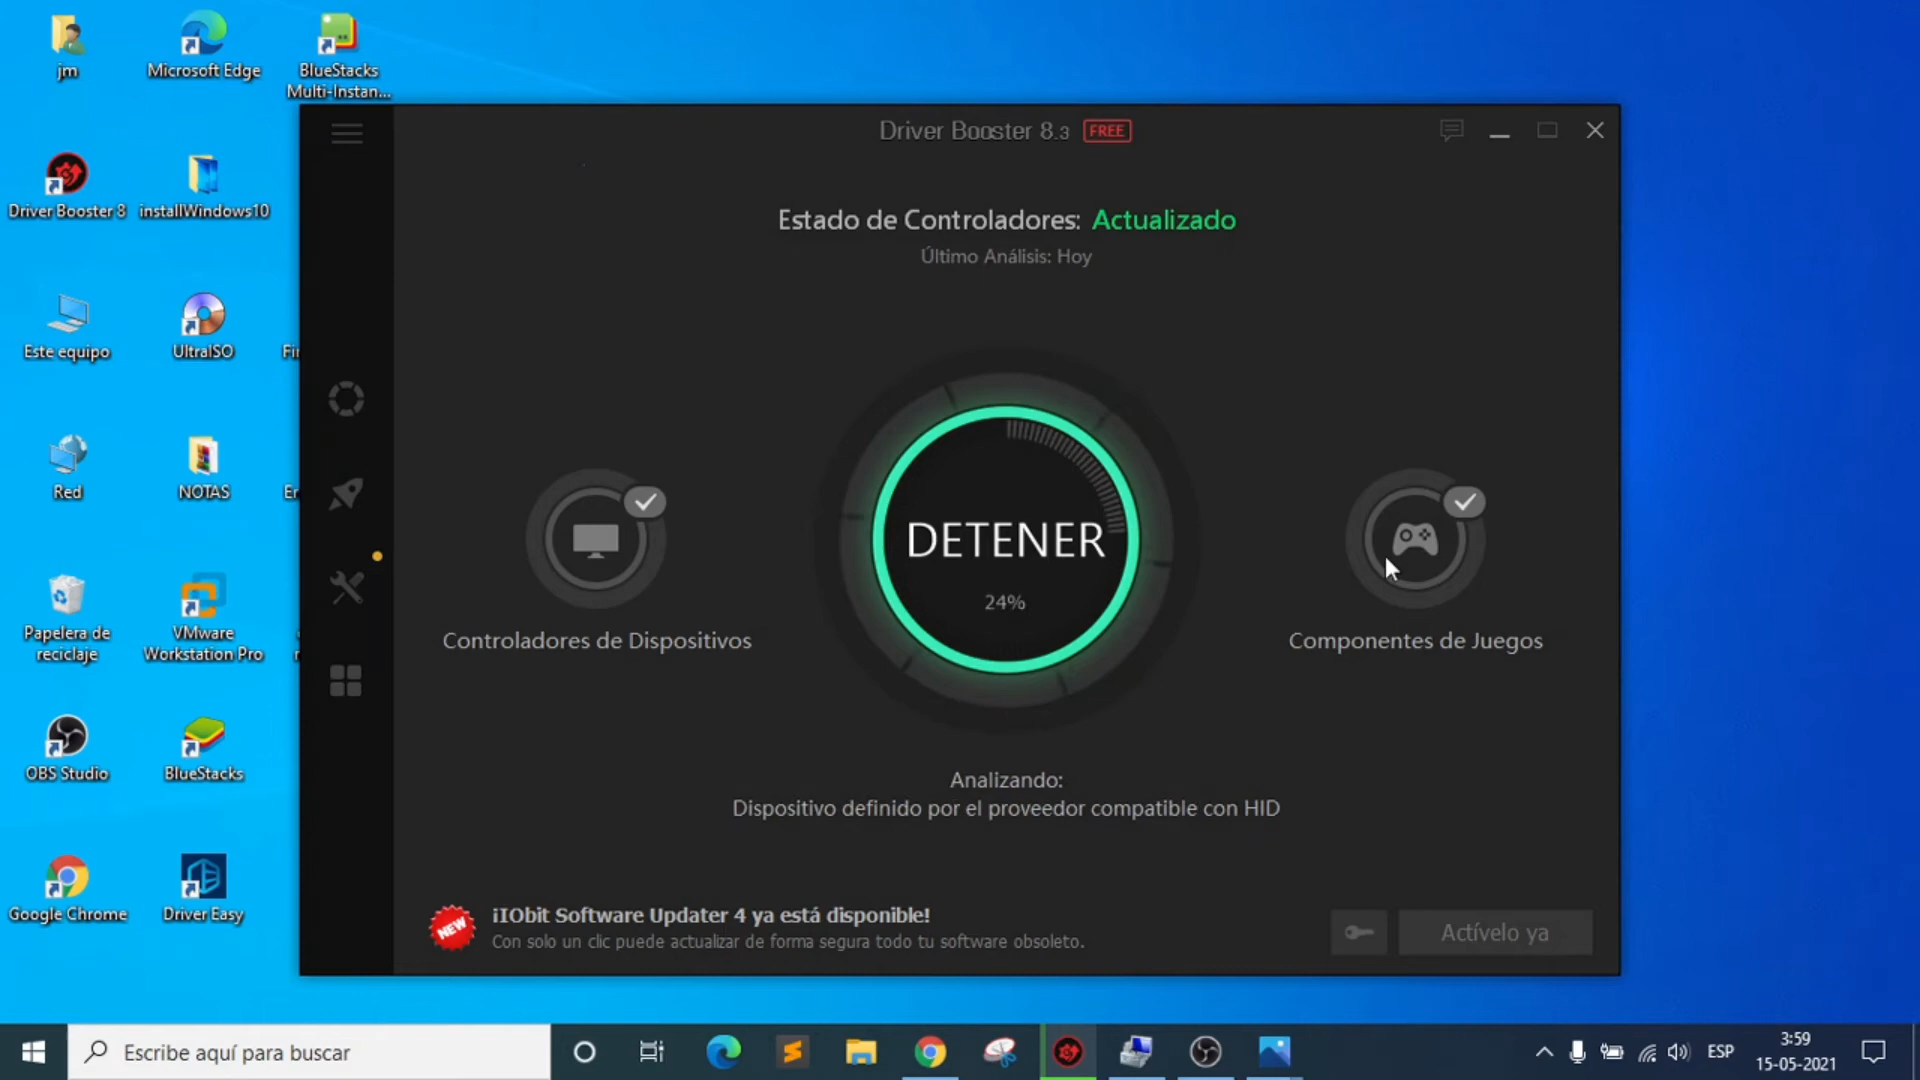 jm
Microsoft Edge
BlueStacks
Multi-Instan...
Driver Booster 8.3 FREE
Driver Booster 8
installWindows10
Estado de Controladores: Actualizado
Último Análisis: Hoy
Este equipo
UltraISO
Red
NOTAS
DETENER
24%
Controladores de Dispositivos
Componentes de Juegos
Papelera de
reciclaje
VMware
Workstation Pro
OBS Studio
BlueStacks
Analizando:
Dispositivo definido por el proveedor compatible con HID
Google Chrome
Driver Easy
NEW
¡IObit Software Updater 4 ya está disponible!
Con solo un clic puede actualizar de forma segura todo tu software obsoleto.
Actívelo ya
Escribe aquí para buscar
ESP
3:59
15-05-2021